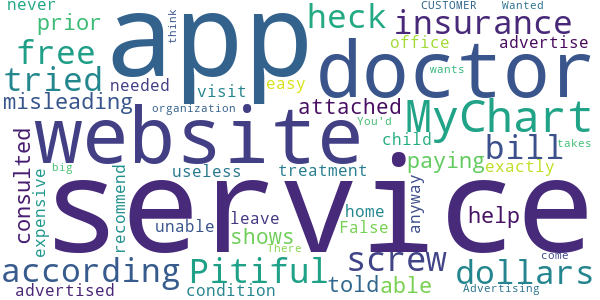 never
prior
free
tried
misleading
app
think
needed
visit
organization
heck
CUSTOMER
Wanted
insurance
office
advertise
doctor
easy
wants
attached
MyChart
You'd
child
website
bill
takes
paying
exactly
consulted
expensive
big
recommend
useless
treatment
service
unable
leave
home
False
anyway
help
shows
There
according
advertised
Pitiful
condition
told
able
screw
come
dollars
Advertising